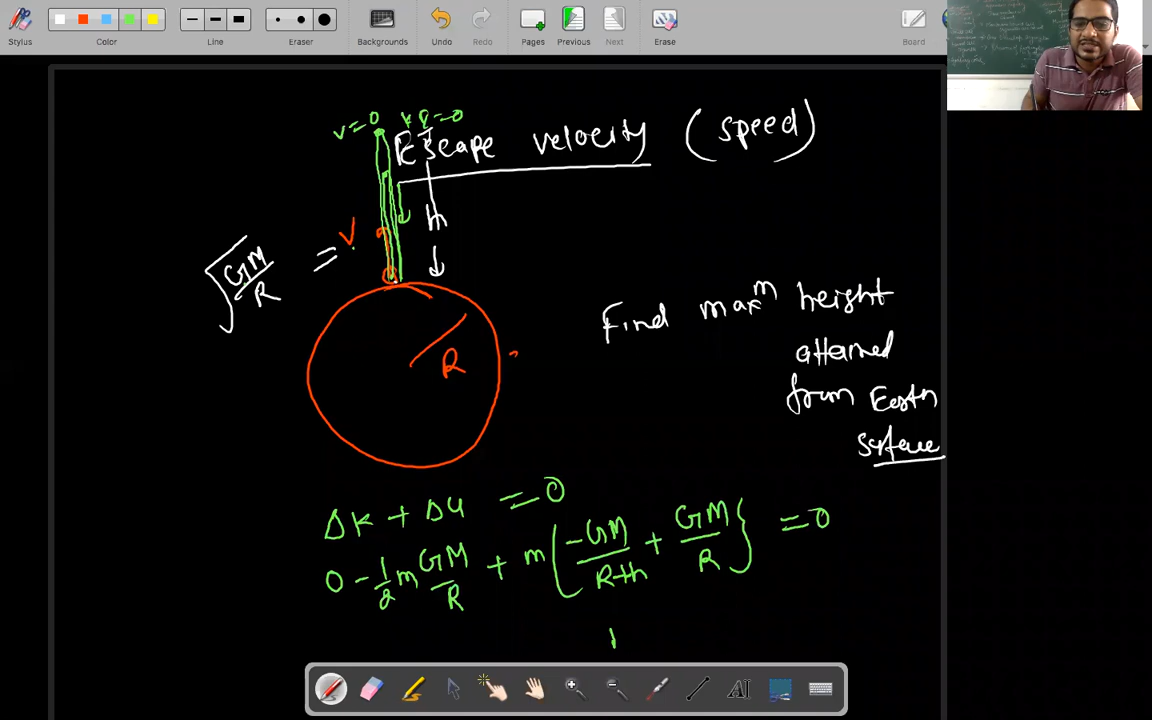 Stylus
Color
Line
Eraser
Backgrounds
Undo
Redo
Pages
Previous
Next
Erase
Board
v=0
Escape velocity (speed)
m
√GM/R = v
R
Find maxᵐ height
attained
from Earth
surface
Δk + Δu = 0
0 - 1/2 m GM/R + m{-GM/R+h + GM/R} = 0